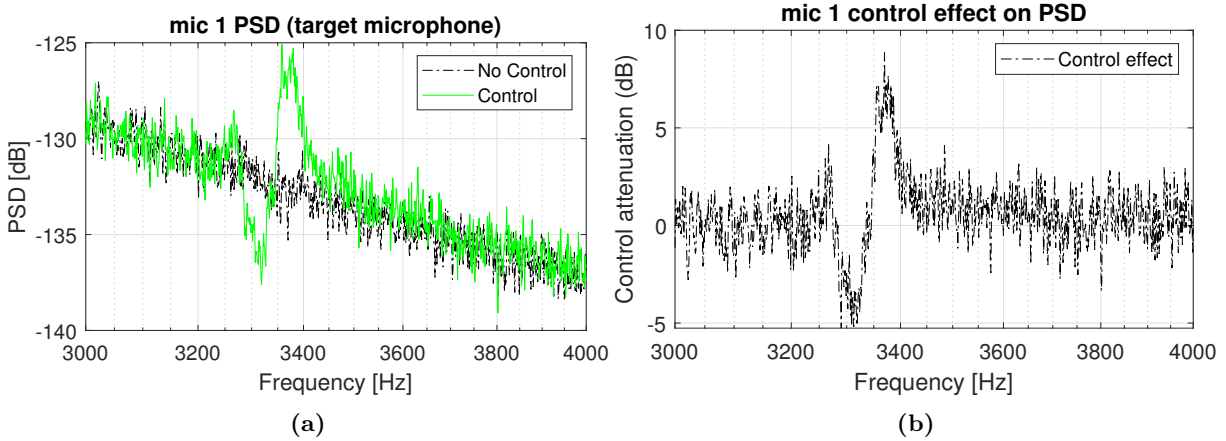 mic 1 PSD (target microphone)
-125
-130
-135
-140
PSD [dB]
No Control
Control
3000 3200 3400 3600 3800 4000
Frequency [Hz]
(a)
mic 1 control effect on PSD
10
5
0
-5
Control attenuation (dB)
Control effect
3000 3200 3400 3600 3800 4000
Frequency [Hz]
(b)